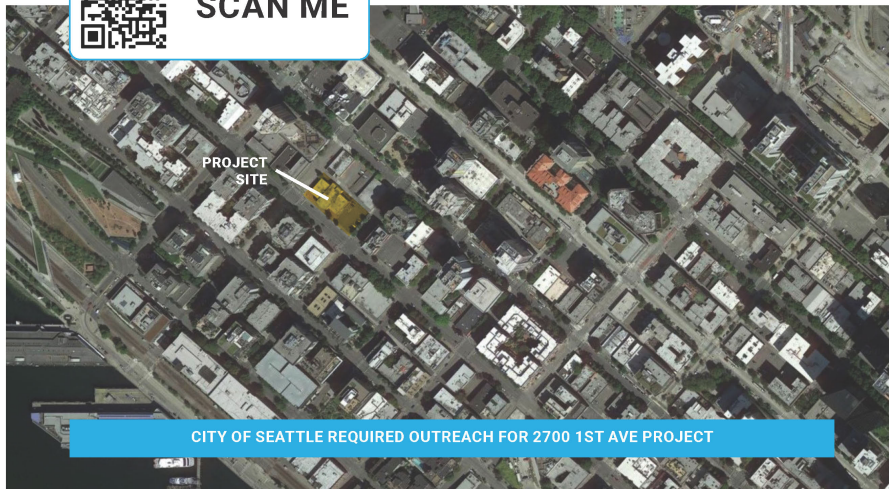 SCAN ME
PROJECT
SITE
CITY OF SEATTLE REQUIRED OUTREACH FOR 2700 1ST AVE PROJECT